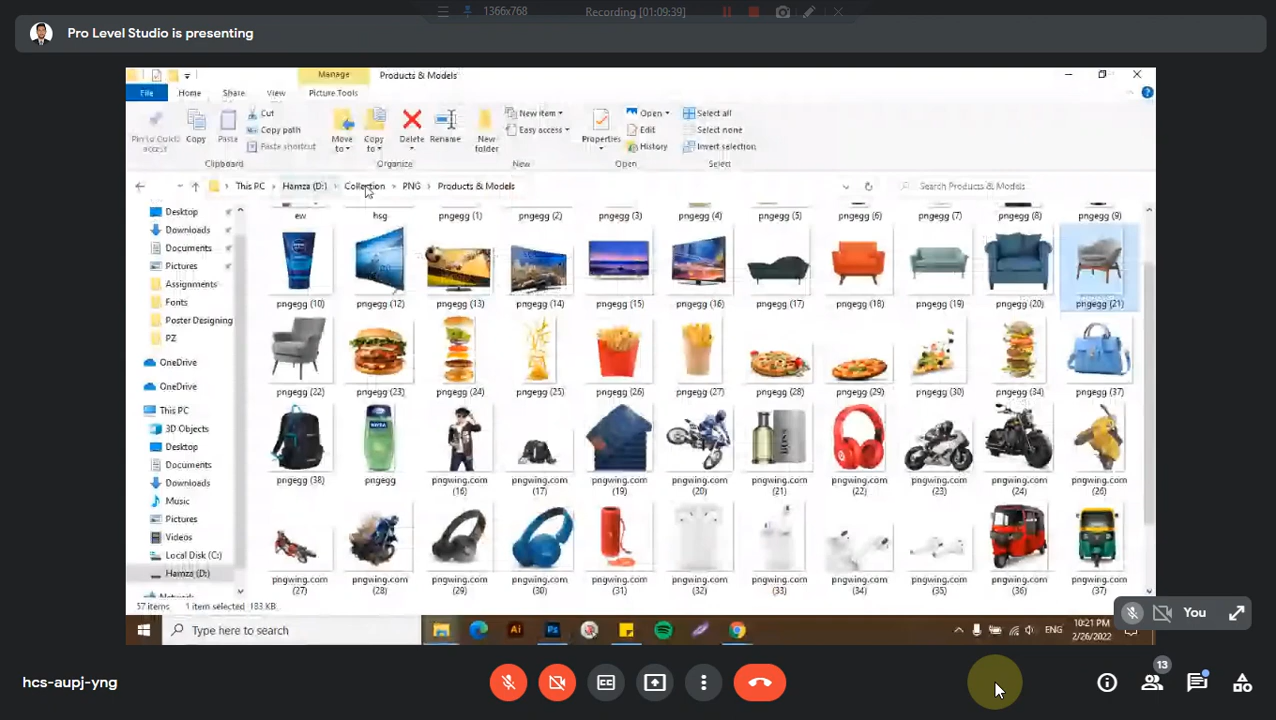 1366x768 Recording [01:09:39]
Pro Level Studio is presenting
Manage Products & Models
File Home Share View Picture Tools
Pin to Quick access Copy Paste Cut Copy path Paste shortcut Move to Copy to Delete Rename New folder New item Easy access Properties Open Edit History Select all Select none Invert selection
Clipboard Organize New Open Select
This PC Hamza (D:) Collection PNG Products & Models Search Products & Models
Desktop
Downloads
Documents
Pictures
Assignments
Fonts
Poster Designing
PZ
OneDrive
OneDrive
This PC
3D Objects
Desktop
Documents
Downloads
Music
Pictures
Videos
Local Disk (C:)
Hamza (D:)
Network
ew hsg pngegg (1) pngegg (2) pngegg (3) pngegg (4) pngegg (5) pngegg (6) pngegg (7) pngegg (8) pngegg (9)
pngegg (10) pngegg (12) pngegg (13) pngegg (14) pngegg (15) pngegg (16) pngegg (17) pngegg (18) pngegg (19) pngegg (20) pngegg (21)
pngegg (22) pngegg (23) pngegg (24) pngegg (25) pngegg (26) pngegg (27) pngegg (28) pngegg (29) pngegg (30) pngegg (34) pngegg (37)
pngegg (38) pngegg pngwing.com (16) pngwing.com (17) pngwing.com (19) pngwing.com (20) pngwing.com (21) pngwing.com (22) pngwing.com (23) pngwing.com (24) pngwing.com (26)
pngwing.com (27) pngwing.com (28) pngwing.com (29) pngwing.com (30) pngwing.com (31) pngwing.com (32) pngwing.com (33) pngwing.com (34) pngwing.com (35) pngwing.com (36) pngwing.com (37)
NIVEA
BOSS
57 items 1 item selected 183 KB
You
Type here to search
Ai Ps
ENG 10:21 PM
2/26/2022
hcs-aupj-yng
13